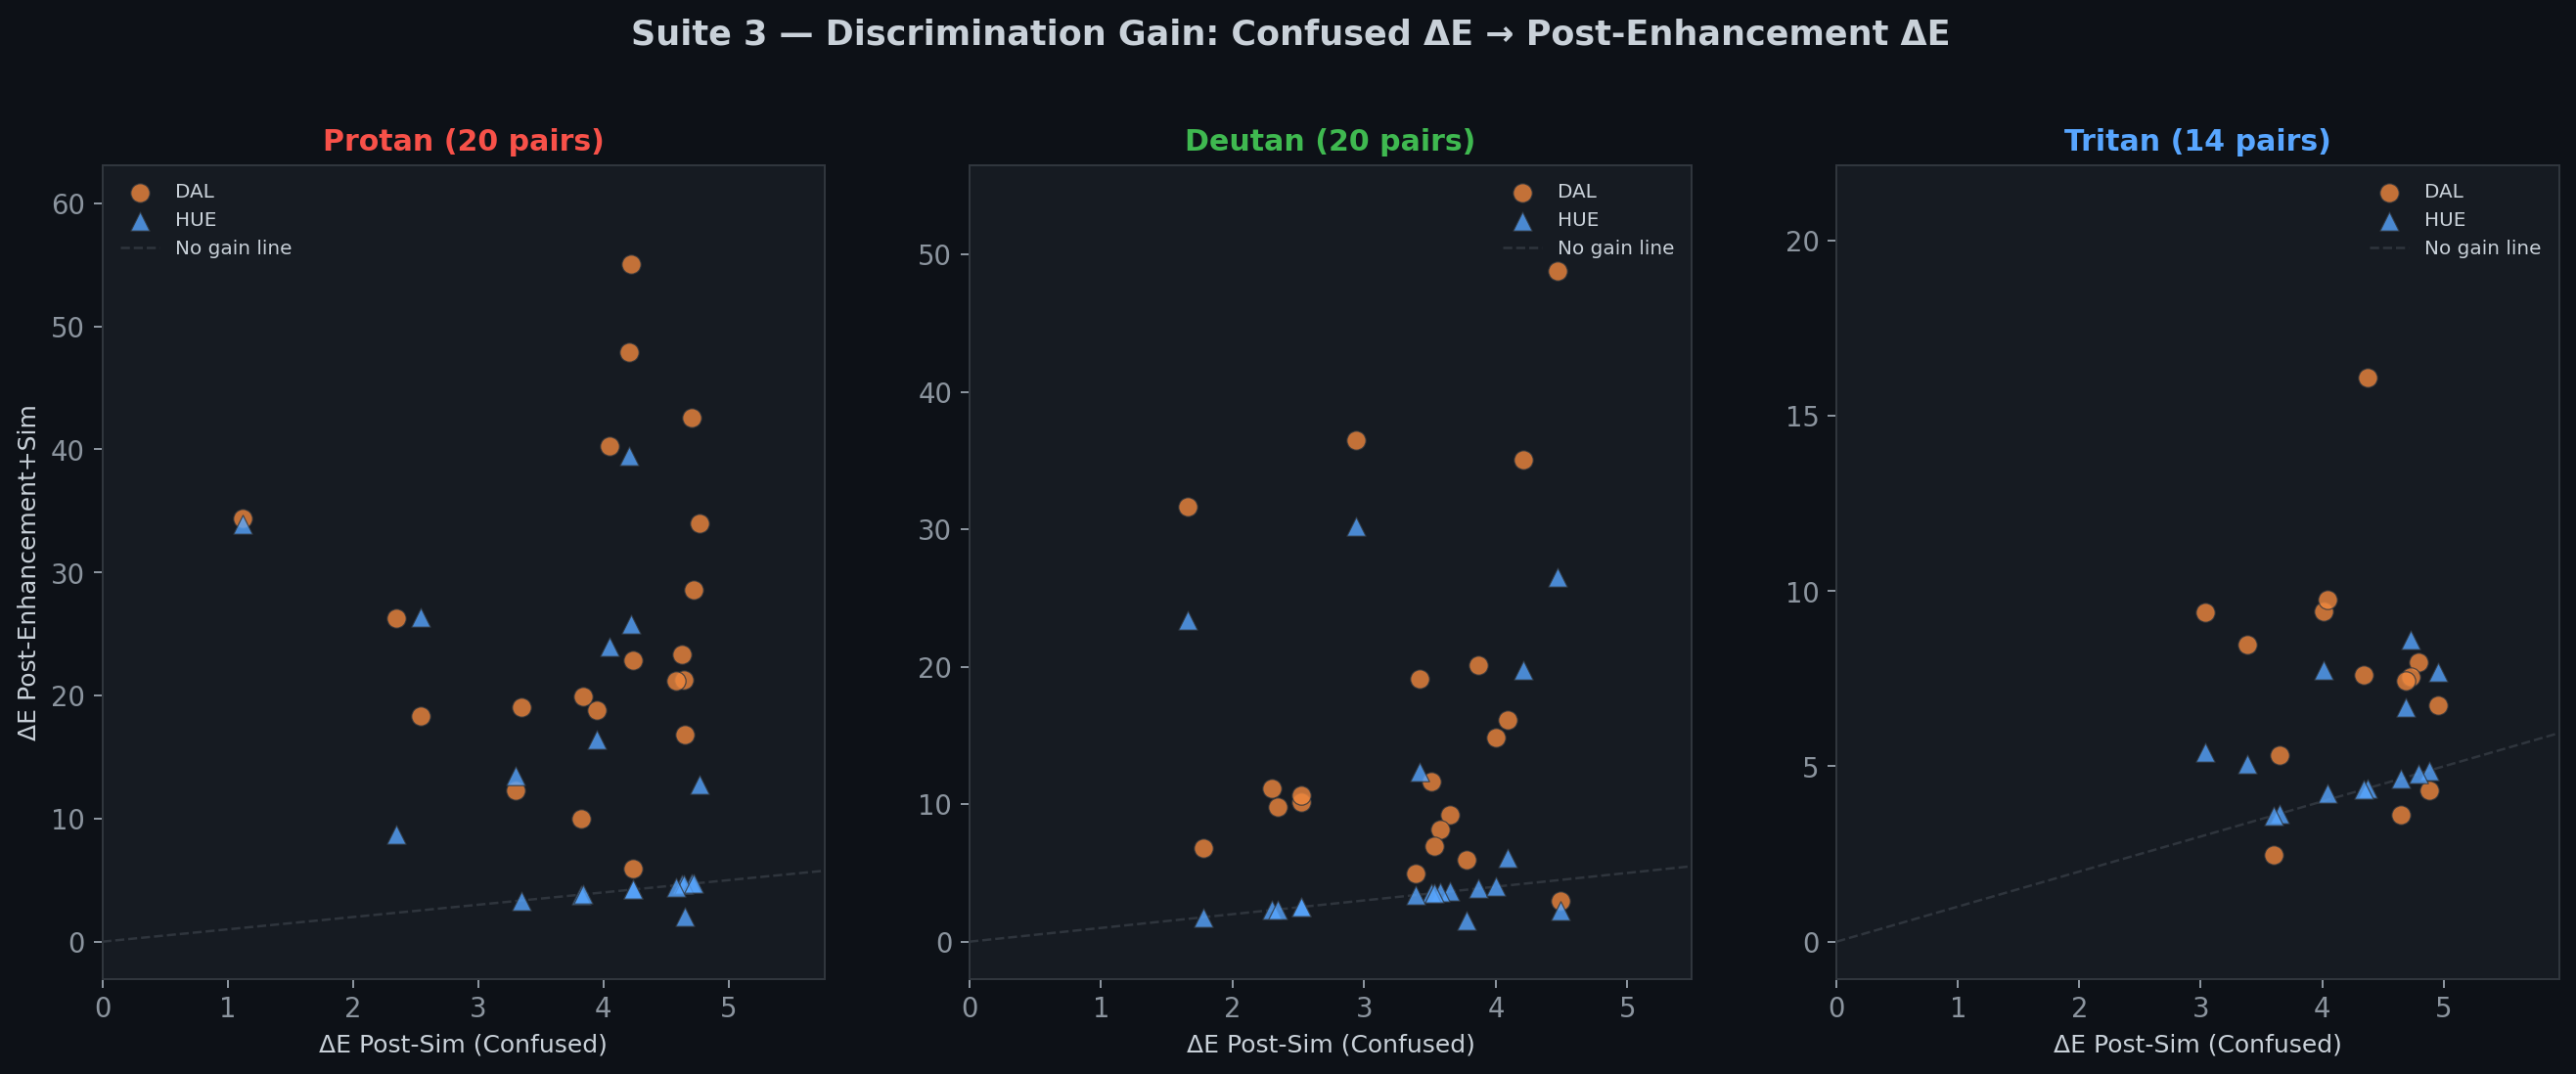 Suite 3 — Discrimination Gain: Confused ΔE → Post-Enhancement ΔE
Protan (20 pairs)
DAL
HUE
No gain line
60
50
40
30
20
10
0
0 1 2 3 4 5
ΔE Post-Enhancement+Sim
ΔE Post-Sim (Confused)
Deutan (20 pairs)
DAL
HUE
No gain line
50
40
30
20
10
0
0 1 2 3 4 5
ΔE Post-Sim (Confused)
Tritan (14 pairs)
DAL
HUE
No gain line
20
15
10
5
0
0 1 2 3 4 5
ΔE Post-Sim (Confused)